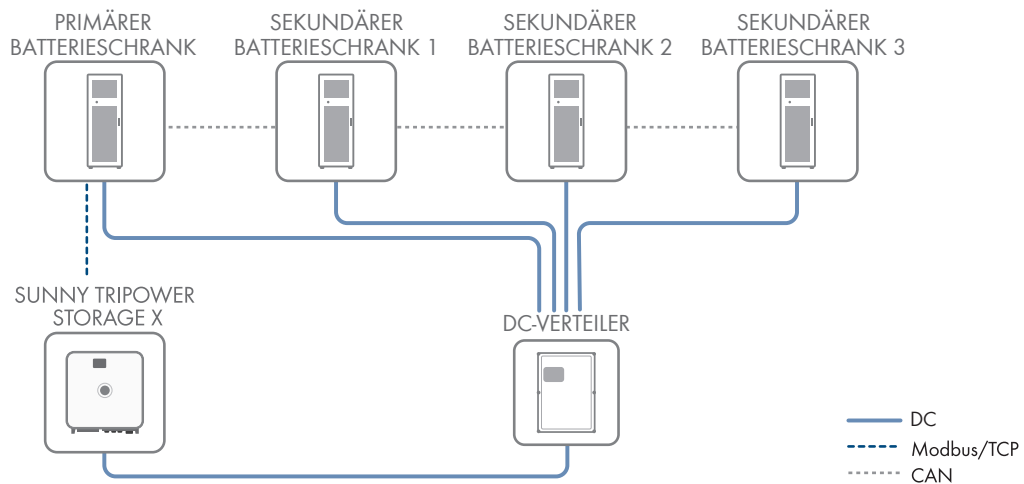 PRIMÄRER
BATTERIESCHRANK
SEKUNDÄRER
BATTERIESCHRANK 1
SEKUNDÄRER
BATTERIESCHRANK 2
SEKUNDÄRER
BATTERIESCHRANK 3
SUNNY TRIPOWER
STORAGE X
DC-VERTEILER
DC
Modbus/TCP
CAN